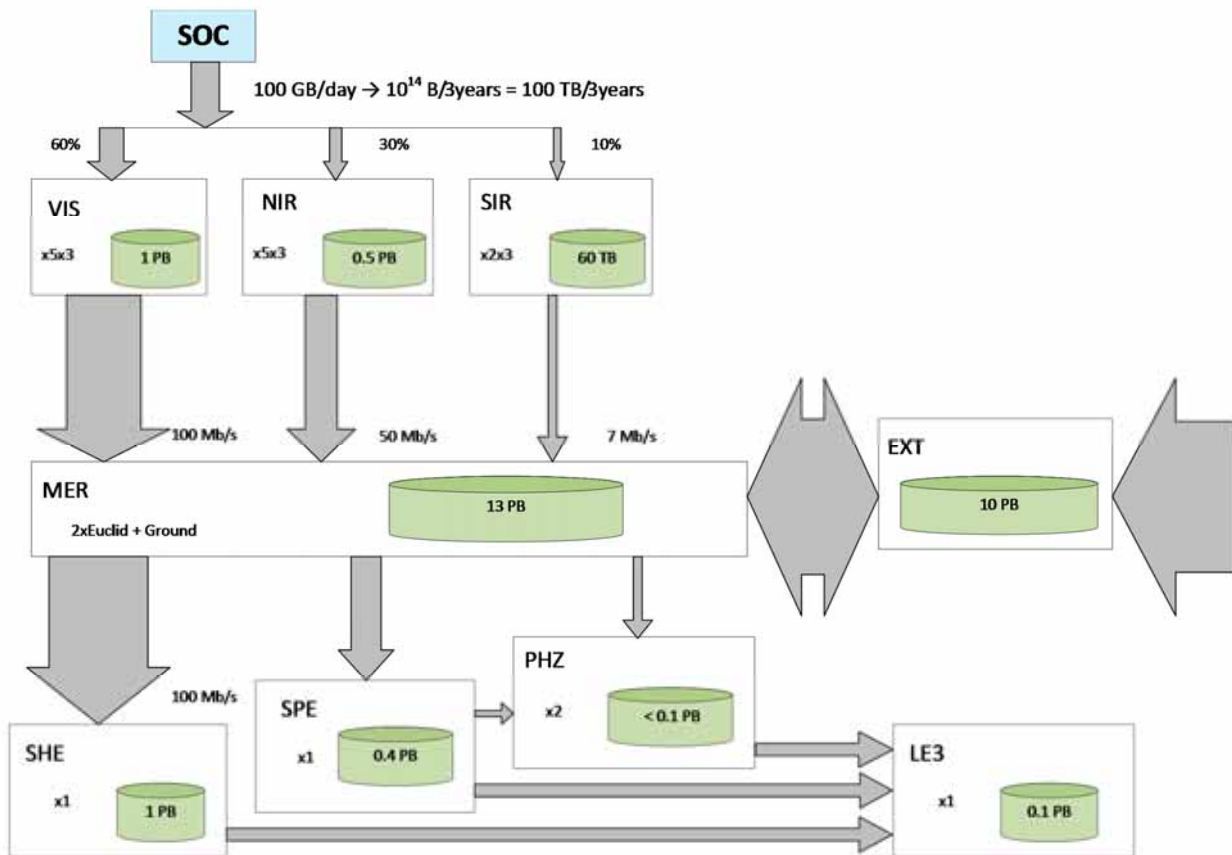 SOC
100 GB/day → 10¹⁴ B/3years = 100 TB/3years
60%
30%
10%
VIS
x5x3
1 PB
NIR
x5x3
0.5 PB
SIR
x2x3
60 TB
100 Mb/s
50 Mb/s
7 Mb/s
MER
13 PB
2xEuclid + Ground
EXT
10 PB
100 Mb/s
SHE
x1
1 PB
SPE
x1
0.4 PB
PHZ
x2
< 0.1 PB
LE3
x1
0.1 PB